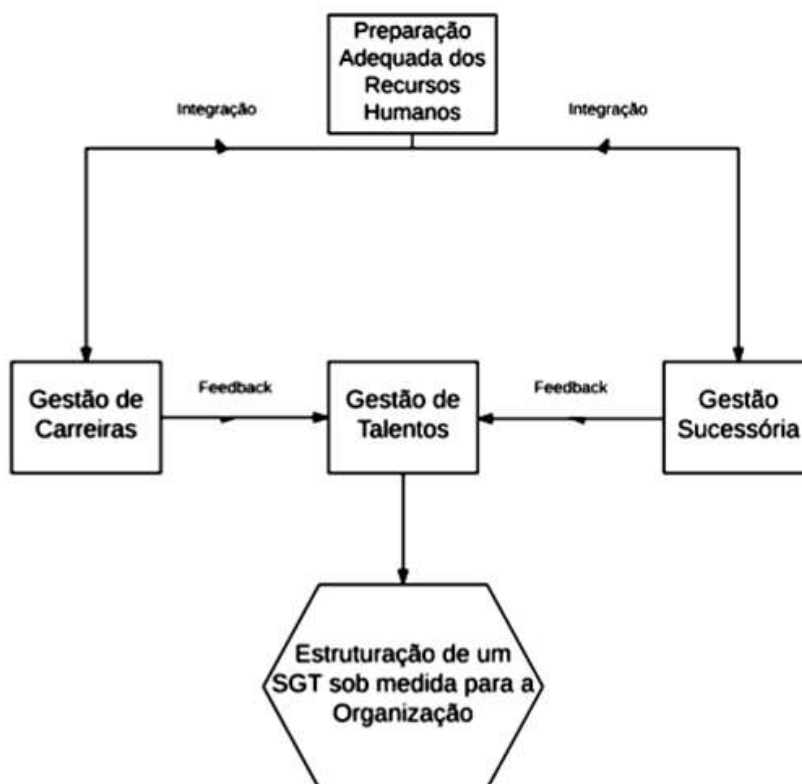 Preparação
Adequada dos
Recursos
Humanos
Integração
Integração
Gestão de
Carreiras
Feedback
Gestão de
Talentos
Feedback
Gestão
Sucessória
Estruturação de um
SGT sob medida para a
Organização